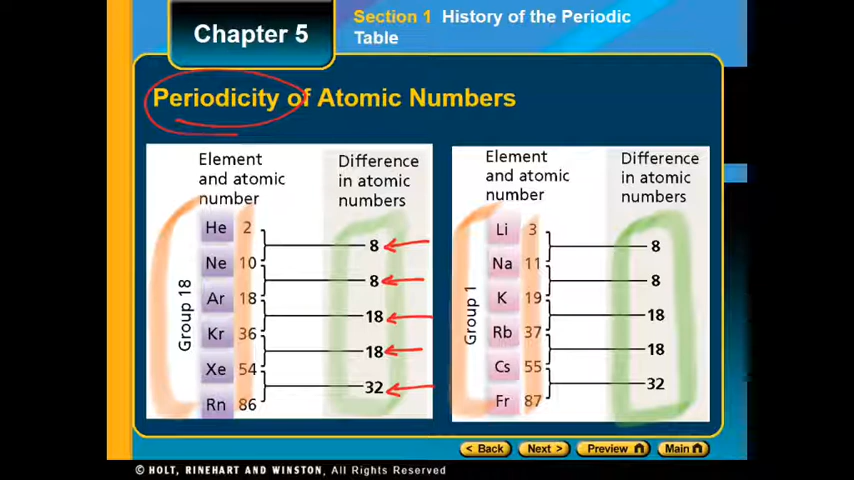 Chapter 5
Section 1 History of the Periodic
Table
Periodicity of Atomic Numbers
Element
and atomic
number
Difference
in atomic
numbers
Group 18
He 2
8
Ne 10
8
Ar 18
18
Kr 36
18
Xe 54
32
Rn 86
Element
and atomic
number
Difference
in atomic
numbers
Group 1
Li 3
8
Na 11
8
K 19
18
Rb 37
18
Cs 55
32
Fr 87
< Back
Next >
Preview
Main
© HOLT, RINEHART AND WINSTON, All Rights Reserved